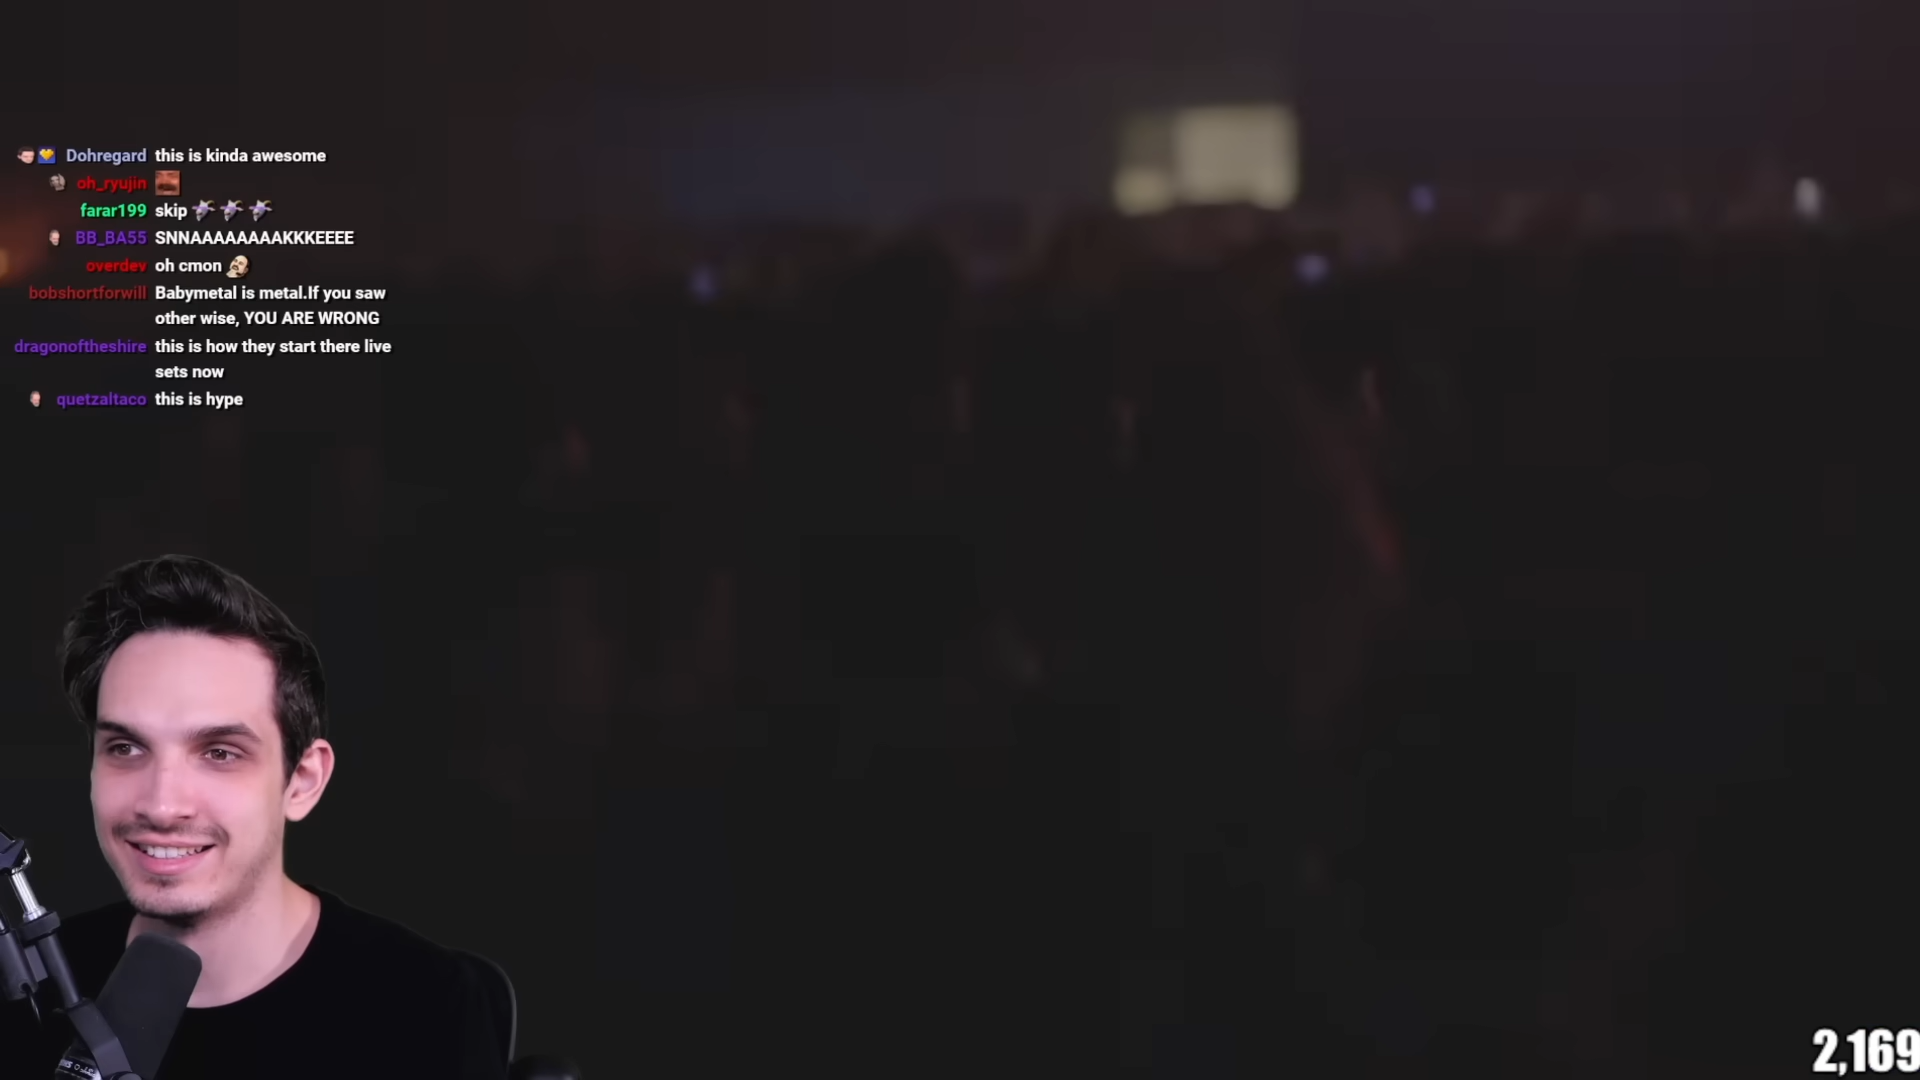 Dohregard this is kinda awesome
oh_ryujin
farar199 skip
BB_BA55 SNNAAAAAAAAKKKEEEE
overdev oh cmon
bobshortforwill Babymetal is metal.If you saw
other wise, YOU ARE WRONG
dragonoftheshire this is how they start there live
sets now
quetzaltaco this is hype
2,169